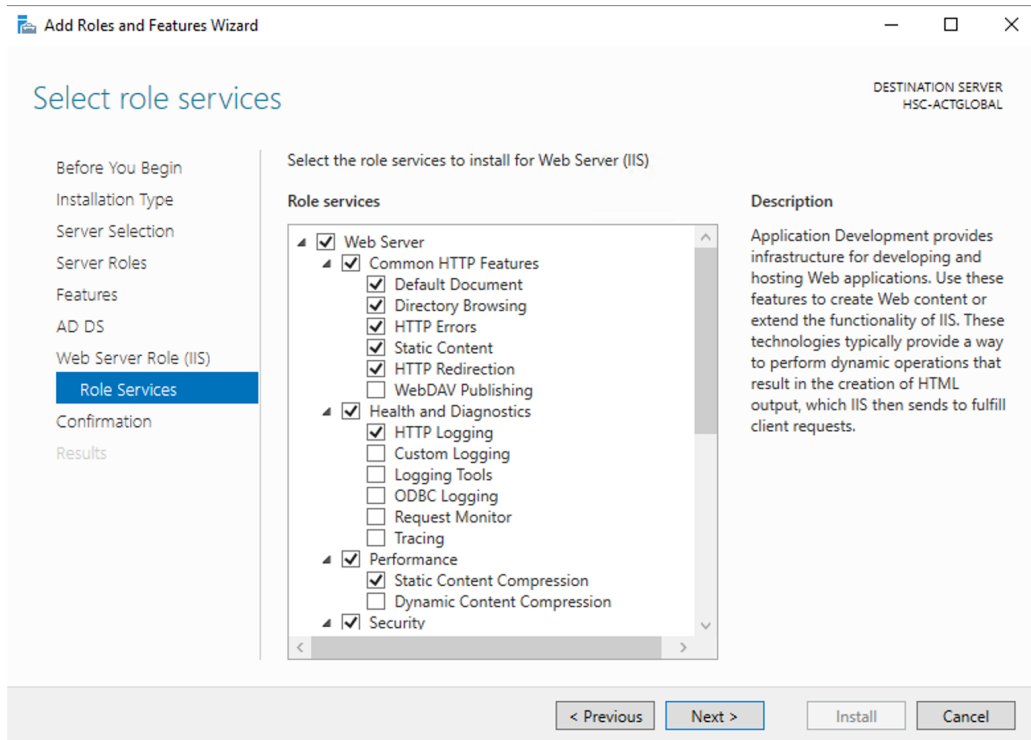 Add Roles and Features Wizard
Select role services
DESTINATION SERVER
HSC-ACTGLOBAL
Before You Begin
Installation Type
Server Selection
Server Roles
Features
AD DS
Web Server Role (IIS)
Role Services
Confirmation
Results
Select the role services to install for Web Server (IIS)
Role services
Web Server
Common HTTP Features
Default Document
Directory Browsing
HTTP Errors
Static Content
HTTP Redirection
WebDAV Publishing
Health and Diagnostics
HTTP Logging
Custom Logging
Logging Tools
ODBC Logging
Request Monitor
Tracing
Performance
Static Content Compression
Dynamic Content Compression
Security
Description
Application Development provides
infrastructure for developing and
hosting Web applications. Use these
features to create Web content or
extend the functionality of IIS. These
technologies typically provide a way
to perform dynamic operations that
result in the creation of HTML
output, which IIS then sends to fulfill
client requests.
< Previous
Next >
Install
Cancel